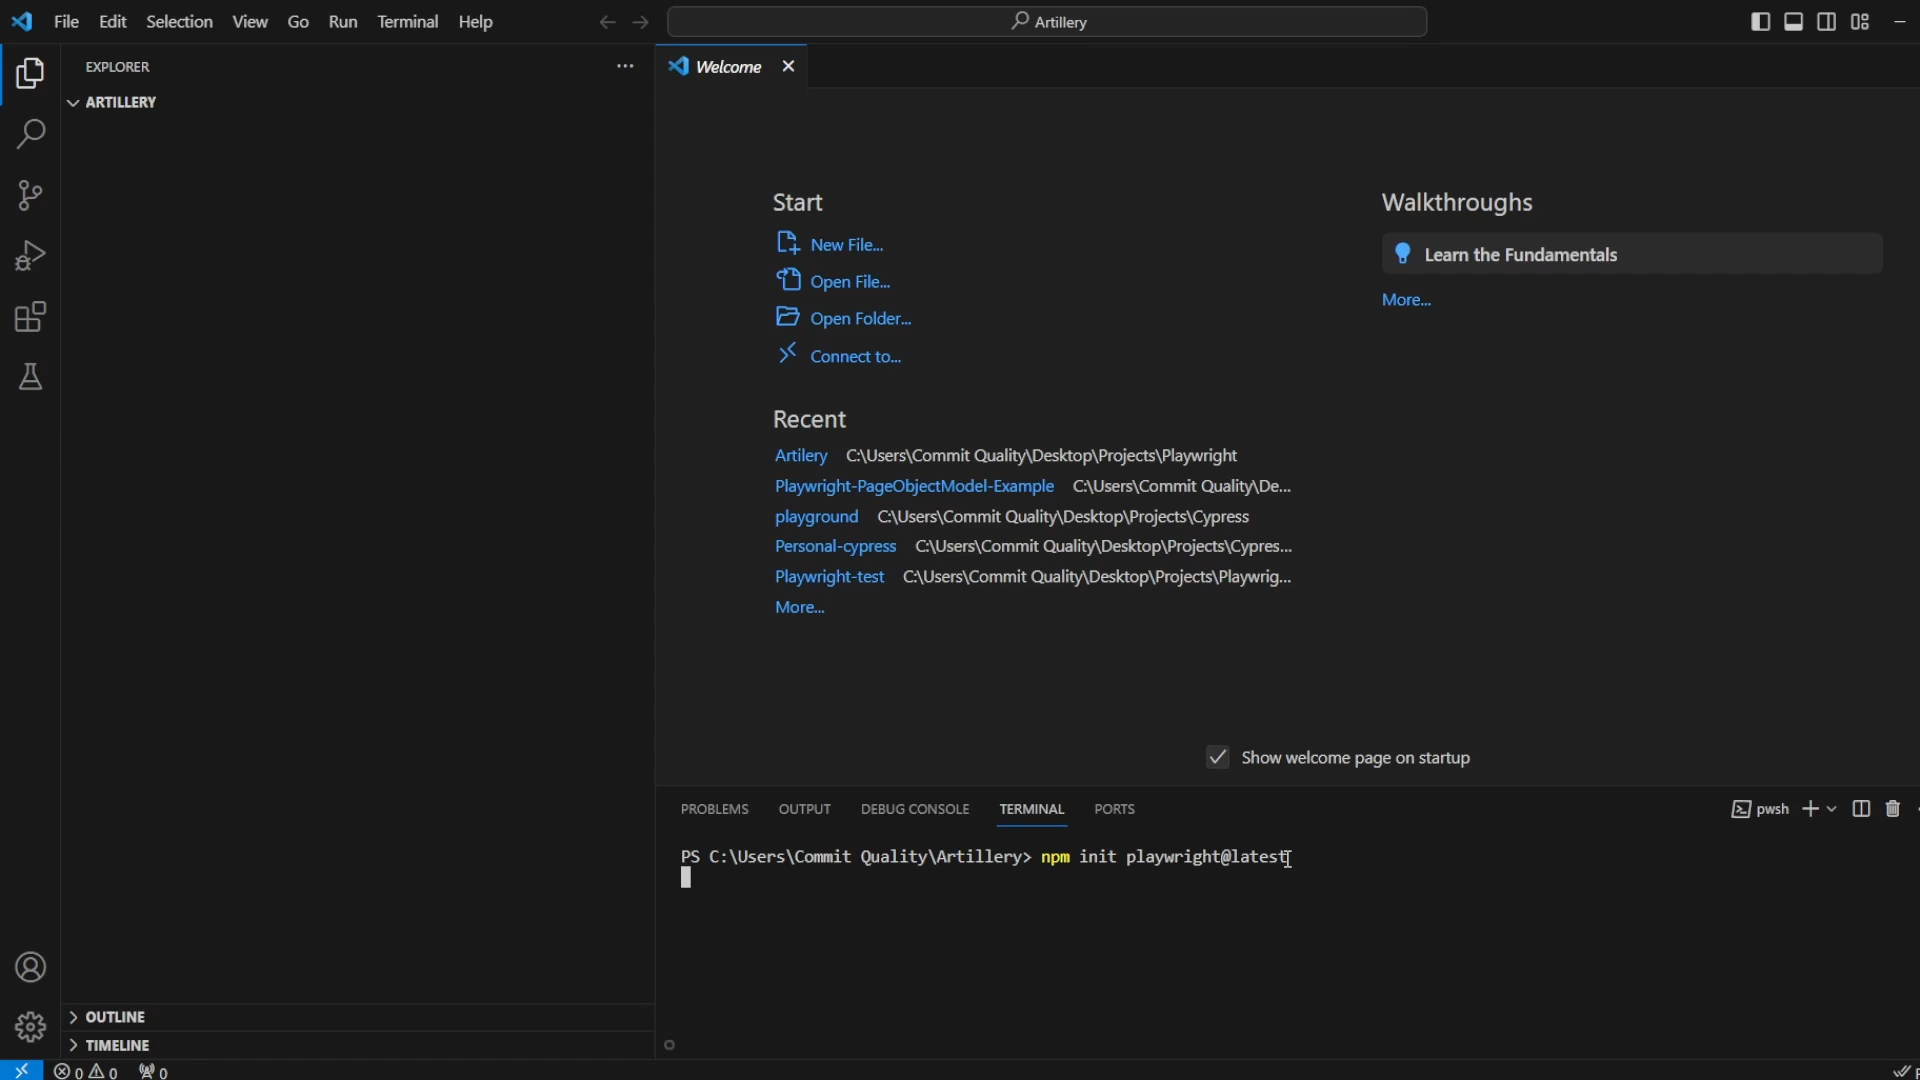 File Edit Selection View Go Run Terminal Help
Artillery
EXPLORER
ARTILLERY
Welcome
Start
New File...
Open File...
Open Folder...
Connect to...
Walkthroughs
Learn the Fundamentals
More...
Recent
Artilery C:\Users\Commit Quality\Desktop\Projects\Playwright
Playwright-PageObjectModel-Example C:\Users\Commit Quality\De...
playground C:\Users\Commit Quality\Desktop\Projects\Cypress
Personal-cypress C:\Users\Commit Quality\Desktop\Projects\Cypres...
Playwright-test C:\Users\Commit Quality\Desktop\Projects\Playwrig...
More...
Show welcome page on startup
PROBLEMS OUTPUT DEBUG CONSOLE TERMINAL PORTS
pwsh
PS C:\Users\Commit Quality\Artillery> npm init playwright@latest
OUTLINE
TIMELINE
0 0 0